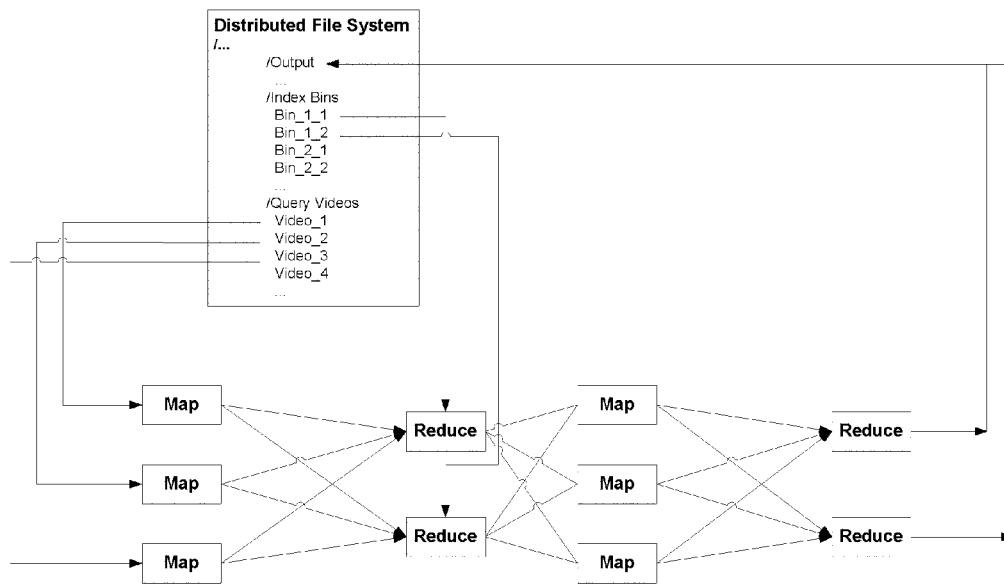 Distributed File System
/...
/Output
...
/Index Bins
Bin_1_1
Bin_1_2
Bin_2_1
Bin_2_2
...
/Query Videos
Video_1
Video_2
Video_3
Video_4
...
Map
Map
Reduce
Reduce
Map
Map
Reduce
Reduce
Map
Map